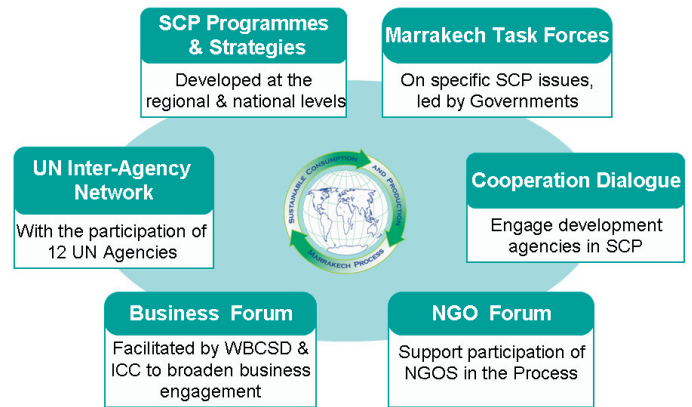 SCP Programmes
& Strategies
Developed at the
regional & national levels
Marrakech Task Forces
On specific SCP issues,
led by Governments
UN Inter-Agency
Network
With the participation of
12 UN Agencies
SUSTAINABLE CONSUMPTION
AND PRODUCTION
MARRAKECH PROCESS
Cooperation Dialogue
Engage development
agencies in SCP
Business Forum
Facilitated by WBCSD &
ICC to broaden business
engagement
NGO Forum
Support participation of
NGOS in the Process